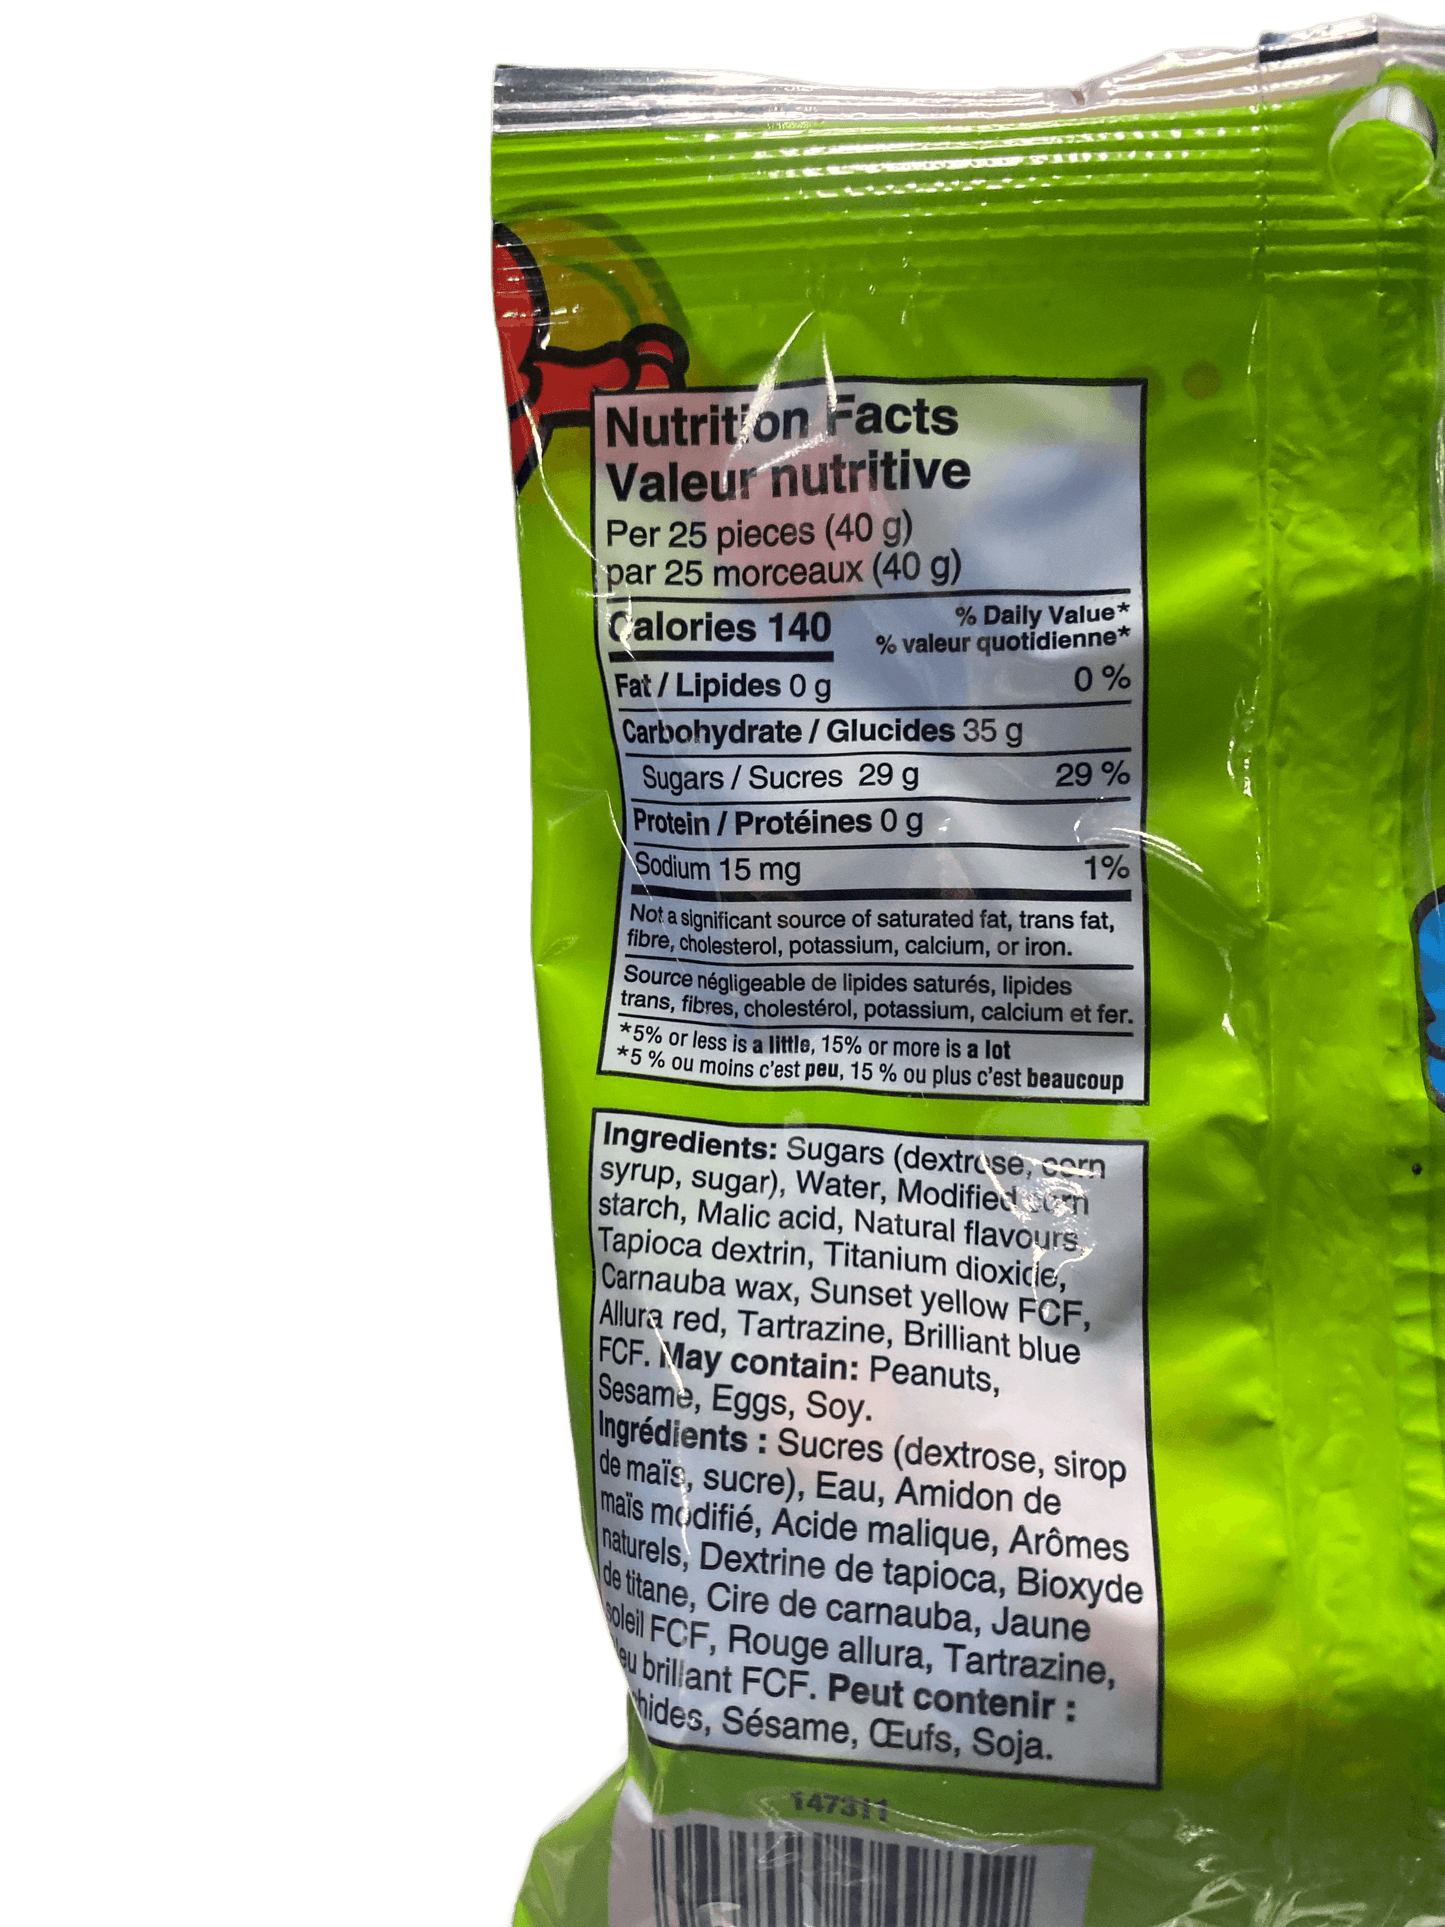 Nutrition Facts
Valeur nutritive
Per 25 pieces (40 g)
par 25 morceaux (40 g)
Calories 140
% Daily Value*
% valeur quotidienne*
Fat / Lipides 0 g 0 %
Carbohydrate / Glucides 35 g
Sugars / Sucres 29 g 29 %
Protein / Protéines 0 g
Sodium 15 mg 1%
Not a significant source of saturated fat, trans fat,
fibre, cholesterol, potassium, calcium, or iron.
Source négligeable de lipides saturés, lipides
trans, fibres, cholestérol, potassium, calcium et fer.
*5% or less is a little, 15% or more is a lot
*5 % ou moins c'est peu, 15 % ou plus c'est beaucoup
Ingredients: Sugars (dextrose, corn
syrup, sugar), Water, Modified corn
starch, Malic acid, Natural flavours,
Tapioca dextrin, Titanium dioxide,
Carnauba wax, Sunset yellow FCF,
Allura red, Tartrazine, Brilliant blue
FCF. May contain: Peanuts,
Sesame, Eggs, Soy.
Ingrédients : Sucres (dextrose, sirop
de maïs, sucre), Eau, Amidon de
maïs modifié, Acide malique, Arômes
naturels, Dextrine de tapioca, Bioxyde
de titane, Cire de carnauba, Jaune
soleil FCF, Rouge allura, Tartrazine,
brillant FCF. Peut contenir :
Sésame, Œufs, Soja.
147311